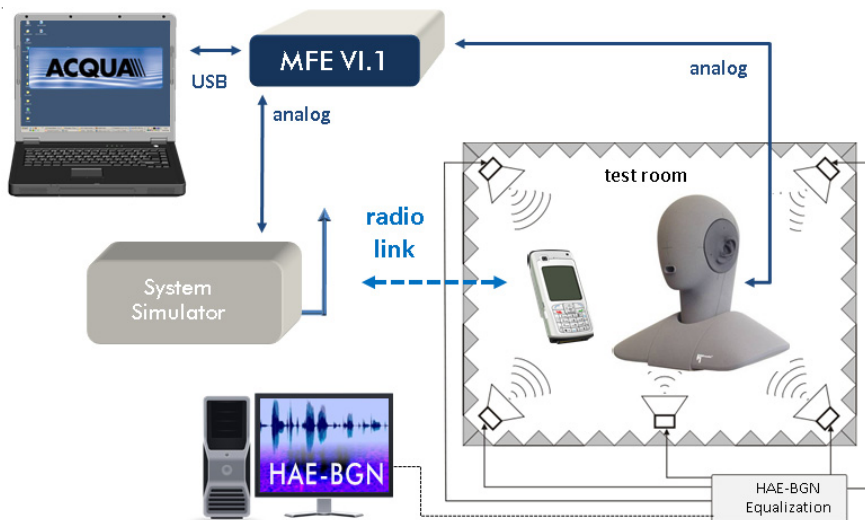 ACQUA
USB
MFE VI.1
analog
analog
test room
radio
link
System
Simulator
HAE-BGN
HAE-BGN
Equalization